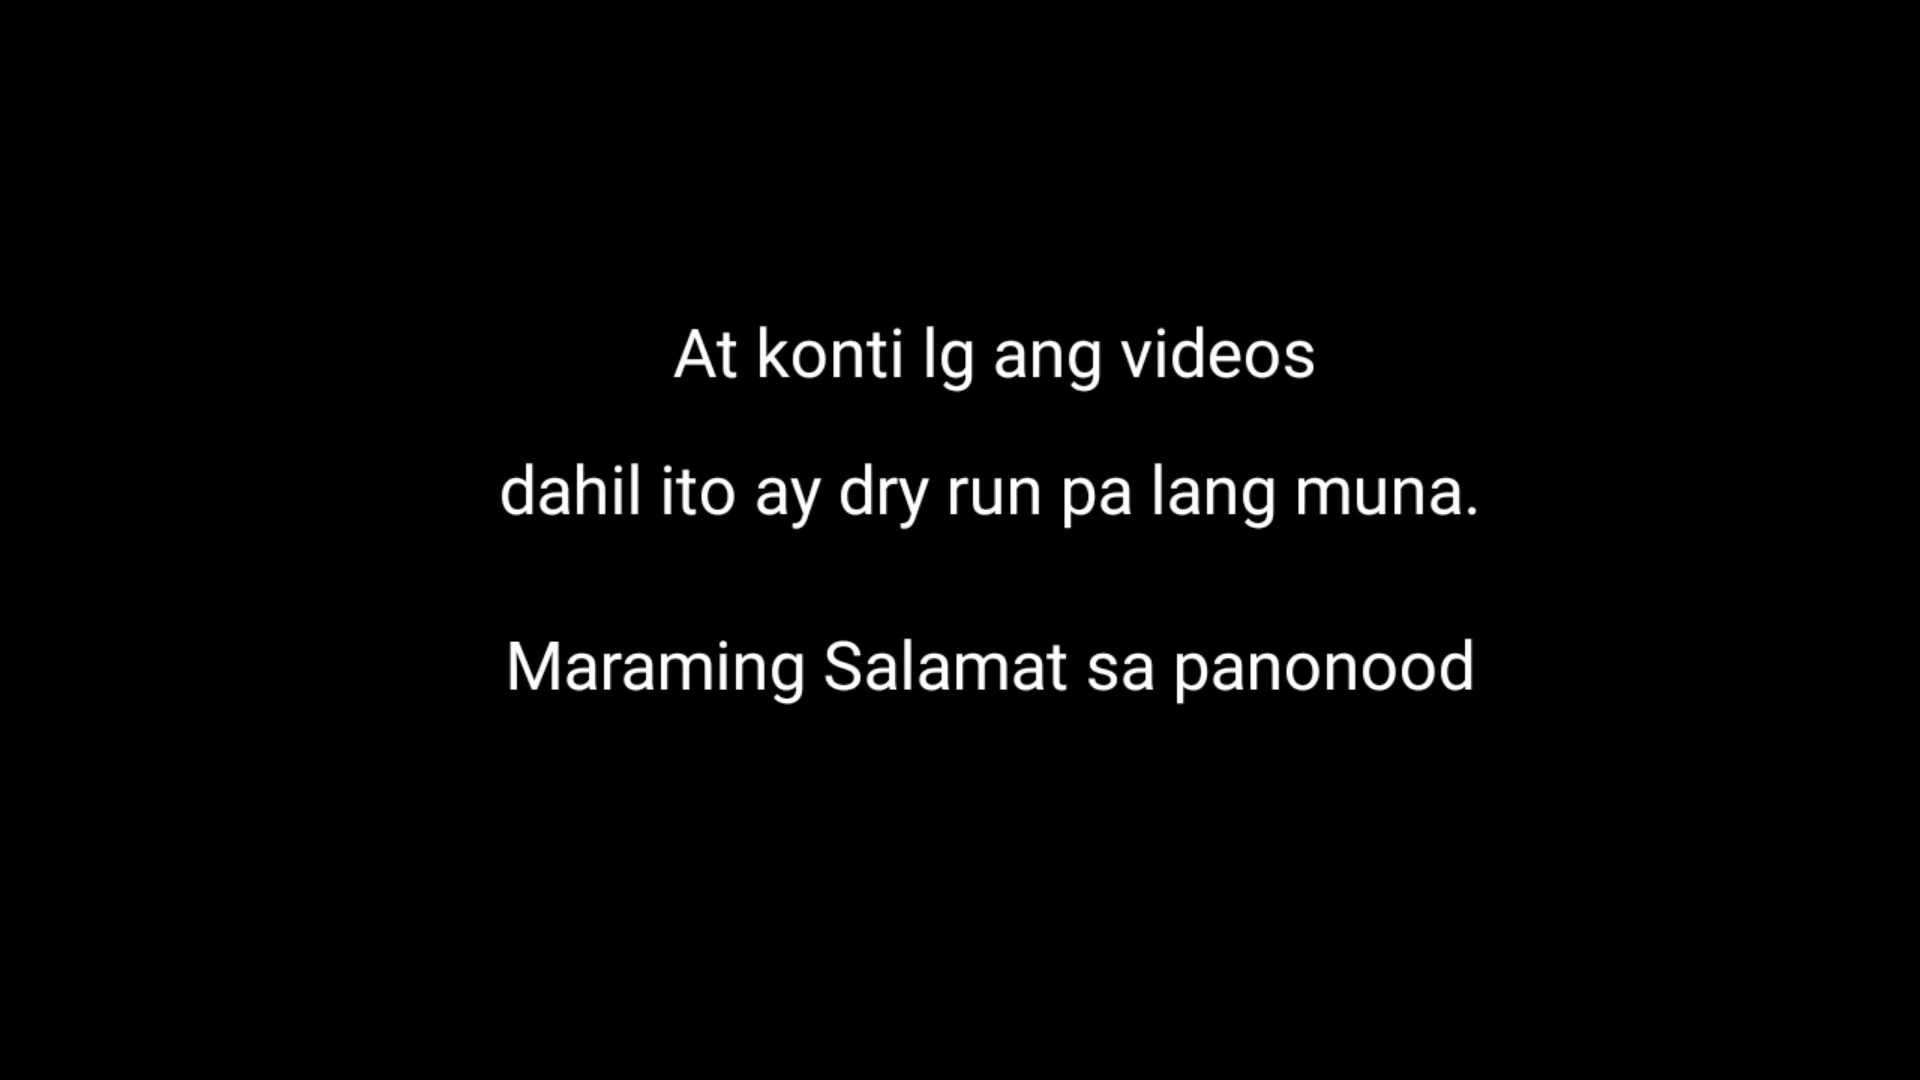 At konti lg ang videos
dahil ito ay dry run pa lang muna.
Maraming Salamat sa panonood